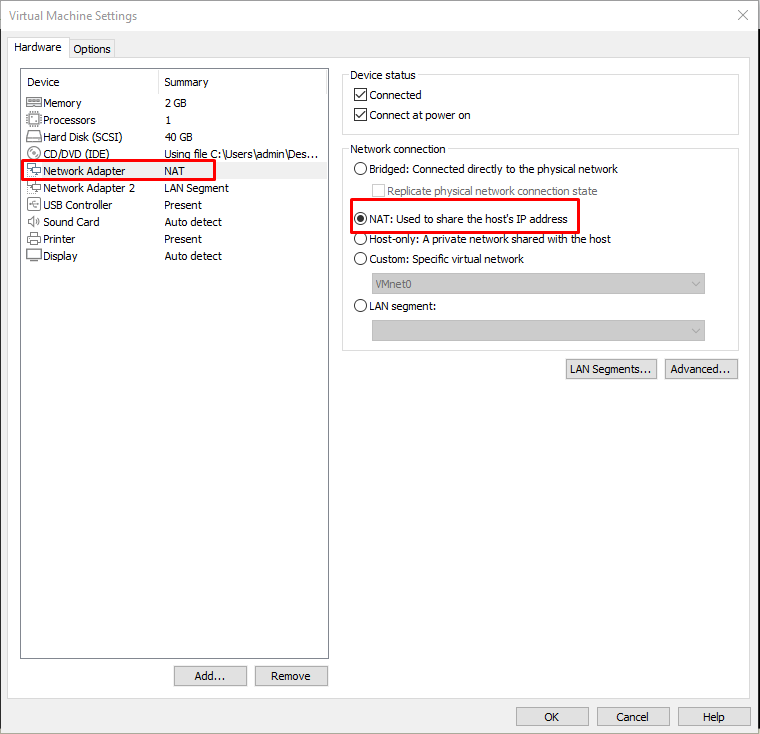 Virtual Machine Settings
Hardware Options
Device Summary
Memory 2 GB
Processors 1
Hard Disk (SCSI) 40 GB
CD/DVD (IDE) Using file C:\Users\admin\Des...
Network Adapter NAT
Network Adapter 2 LAN Segment
USB Controller Present
Sound Card Auto detect
Printer Present
Display Auto detect
Add... Remove
Device status
Connected
Connect at power on
Network connection
Bridged: Connected directly to the physical network
Replicate physical network connection state
NAT: Used to share the host's IP address
Host-only: A private network shared with the host
Custom: Specific virtual network
VMnet0
LAN segment:
LAN Segments... Advanced...
OK Cancel Help